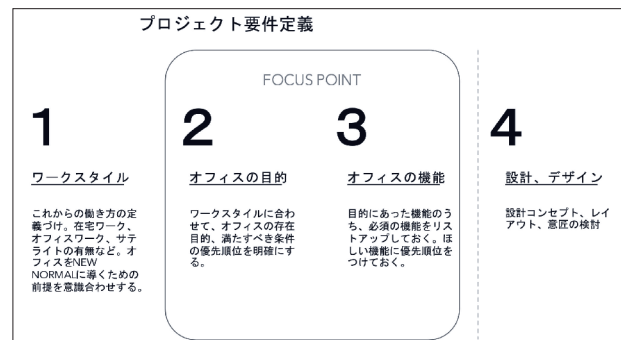 プロジェクト要件定義
FOCUS POINT
1
ワークスタイル
これからの働き方の定
義づけ。在宅ワーク、
オフィスワーク、サテ
ライトの有無など。オ
フィスをNEW
NORMALに導くための
前提を意識合わせする。
2
オフィスの目的
ワークスタイルに合わ
せて、オフィスの存在
目的、満たすべき条件
の優先順位を明確にす
る。
3
オフィスの機能
目的にあった機能のう
ち、必須の機能をリス
トアップしておく。ほ
しい機能に優先順位を
つけておく。
4
設計、デザイン
設計コンセプト、レイ
アウト、意匠の検討